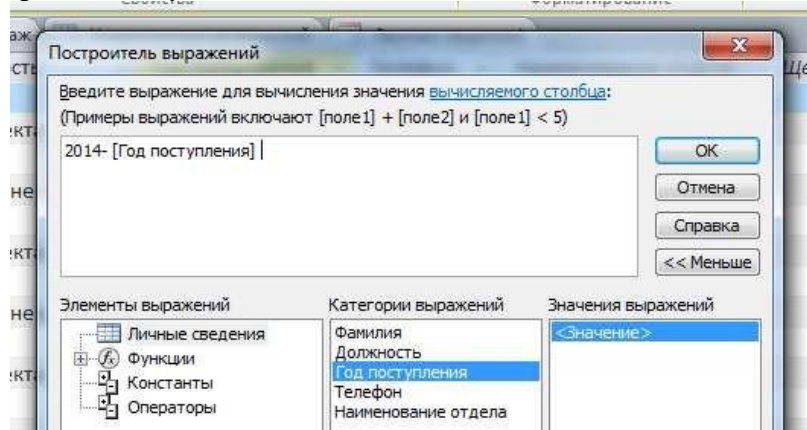 Построитель выражений
Введите выражение для вычисления значения вычисляемого столбца:
(Примеры выражений включают [поле1] + [поле2] и [поле1] < 5)
2014- [Год поступления]
ОК
Отмена
Справка
<< Меньше
Элементы выражений
Категории выражений
Значения выражений
Личные сведения
Функции
Константы
Операторы
Фамилия
Должность
Год поступления
Телефон
Наименование отдела
<Значение>